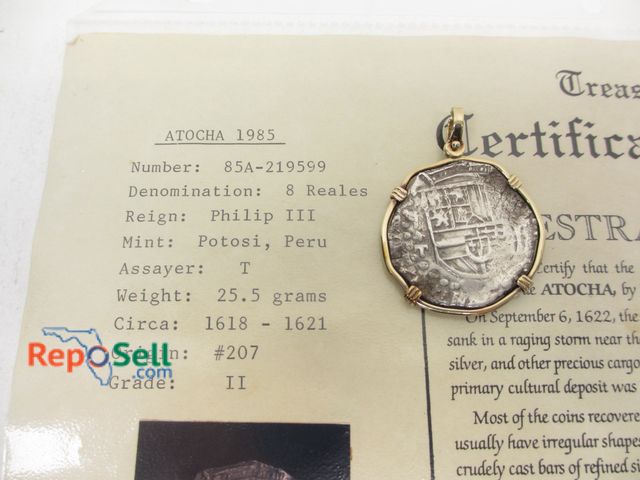 ATOCHA 1985
Number: 85A-219599
Denomination: 8 Reales
Reign: Philip III
Mint: Potosi, Peru
Assayer: T
Weight: 25.5 grams
Circa: 1618 - 1621
Origin: #207
Grade: II
RepOSell
.com
Treas
Certifica
ESTRA
certify that the
ATOCHA, by
On September 6, 1622, the
sank in a raging storm near th
silver, and other precious cargo
primary cultural deposit was
Most of the coins recovere
usually have irregular shapes
crudely cast bars of refined si
T